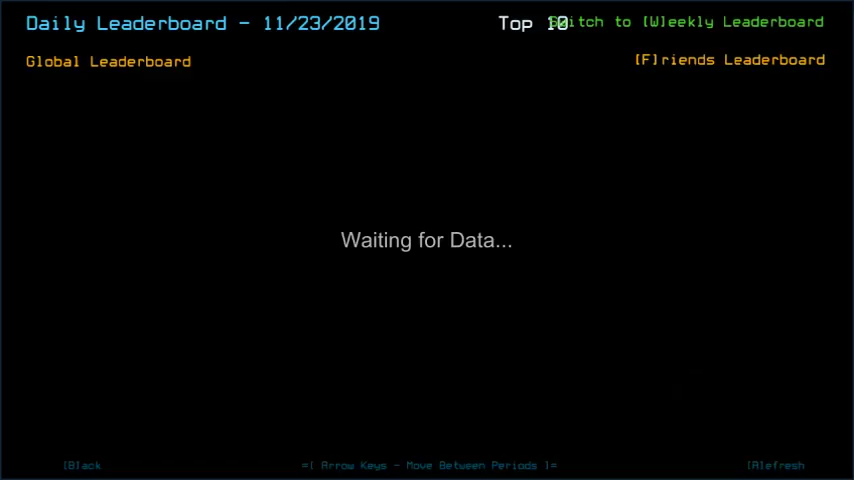 Daily Leaderboard - 11/23/2019
Top 10
Switch to [W]eekly Leaderboard
Global Leaderboard
[F]riends Leaderboard
Waiting for Data...
[B]ack
=[ Arrow Keys - Move Between Periods ]=
[R]efresh